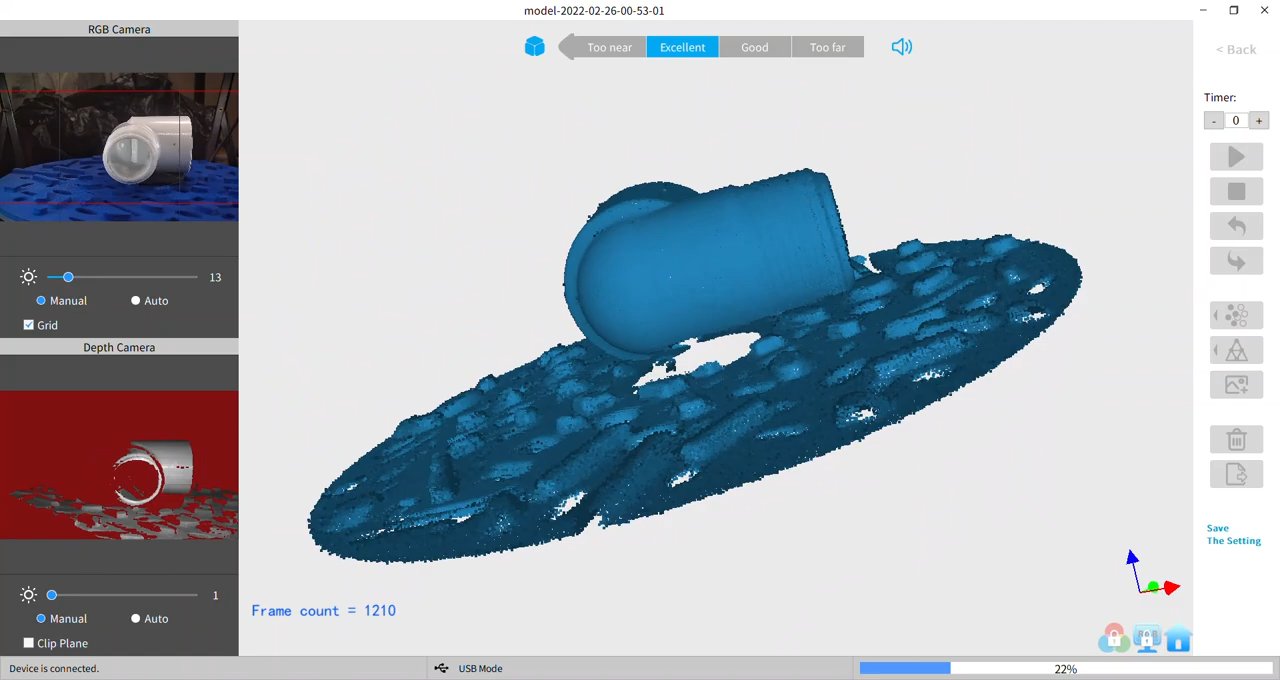 model-2022-02-26-00-53-01
RGB Camera
Too near
Excellent
Good
Too far
< Back
Timer:
- 0 +
13
Manual
Auto
Grid
Depth Camera
Save
The Setting
1
Manual
Auto
Clip Plane
Frame count = 1210
Device is connected.
USB Mode
22%